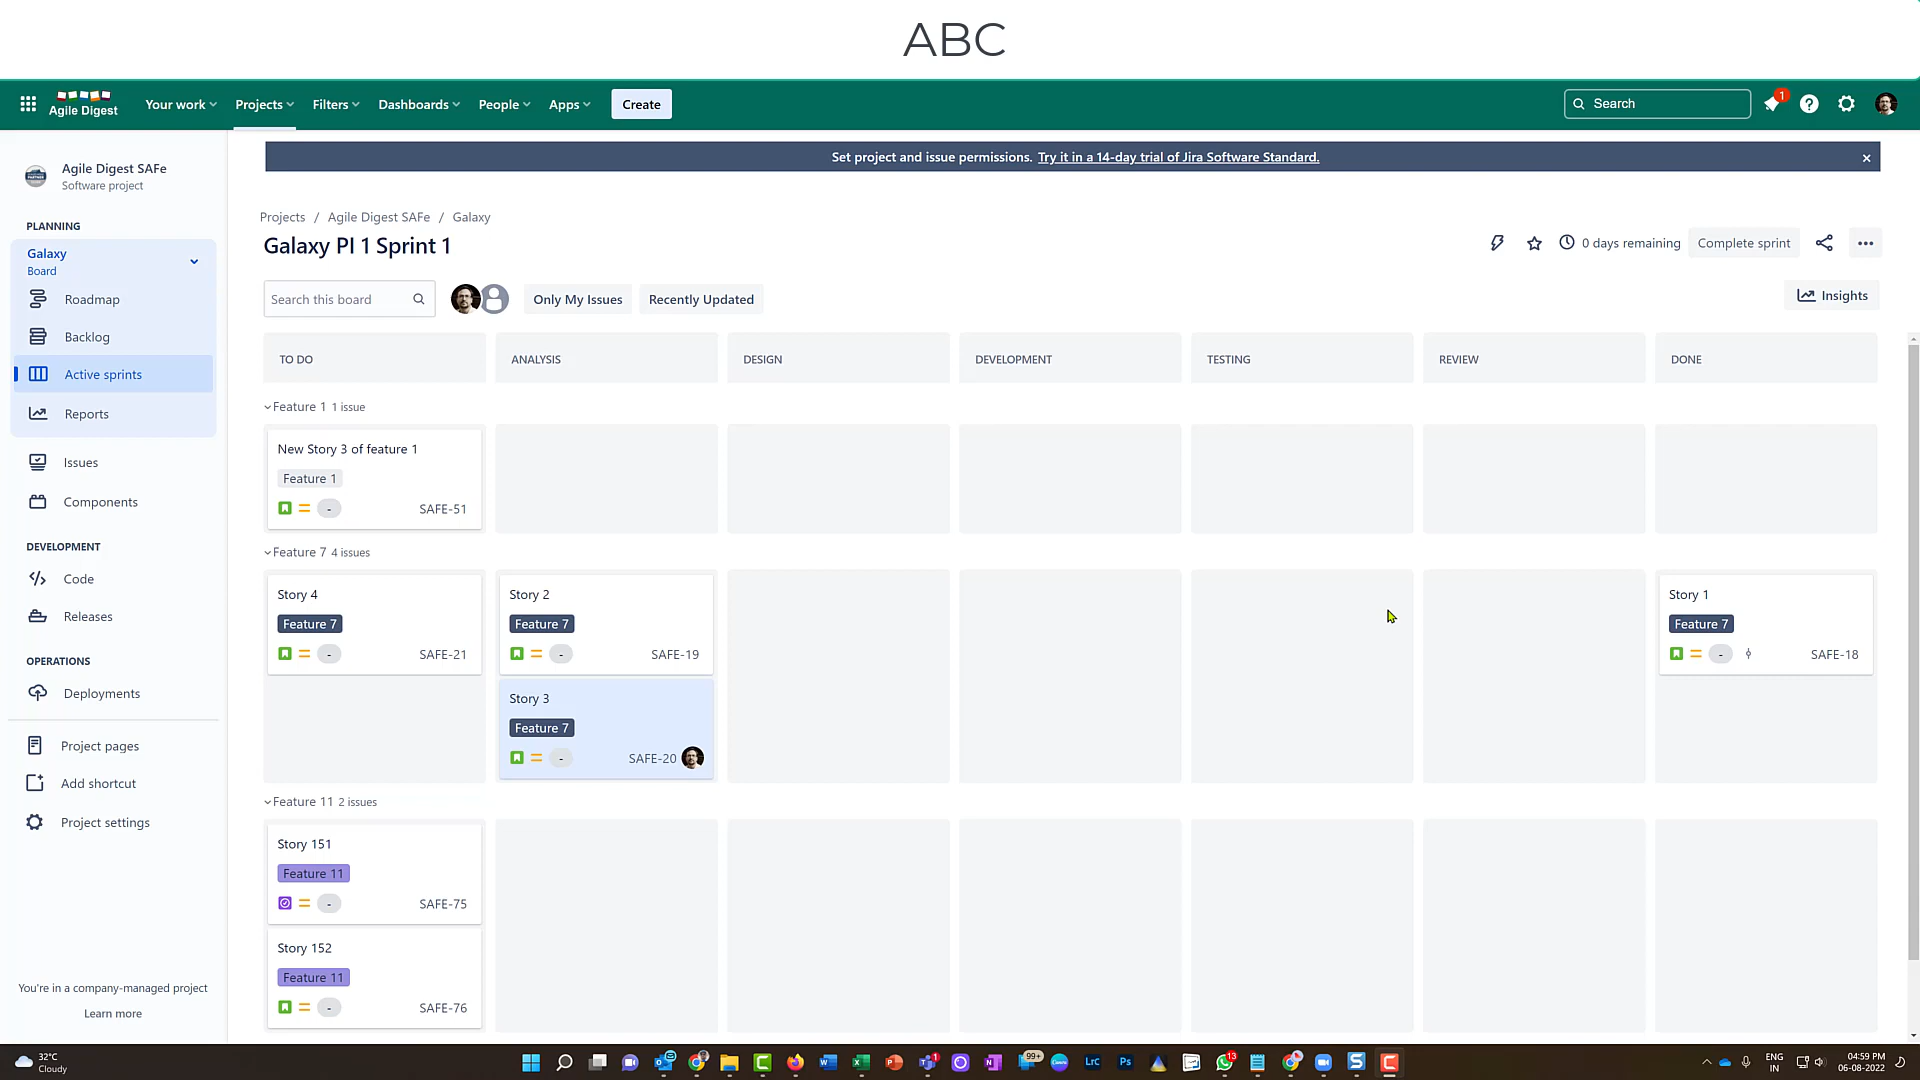 ABC
Agile Digest
Your work
Projects
Filters
Dashboards
People
Apps
Create
Search
1
Agile Digest SAFe
Software project
Set project and issue permissions. Try it in a 14-day trial of Jira Software Standard.
Projects / Agile Digest SAFe / Galaxy
Galaxy PI 1 Sprint 1
0 days remaining
Complete sprint
PLANNING
Galaxy
Board
Roadmap
Backlog
Active sprints
Reports
Issues
Components
DEVELOPMENT
Code
Releases
OPERATIONS
Deployments
Project pages
Add shortcut
Project settings
You're in a company-managed project
Learn more
Search this board
Only My Issues
Recently Updated
Insights
TO DO
ANALYSIS
DESIGN
DEVELOPMENT
TESTING
REVIEW
DONE
Feature 1 1 issue
New Story 3 of feature 1
Feature 1
- SAFE-51
Feature 7 4 issues
Story 4
Feature 7
- SAFE-21
Story 2
Feature 7
- SAFE-19
Story 3
Feature 7
- SAFE-20
Story 1
Feature 7
- SAFE-18
Feature 11 2 issues
Story 151
Feature 11
- SAFE-75
Story 152
Feature 11
- SAFE-76
32°C
Cloudy
1
99+
LrC
Ps
13
ENG
IN
04:59 PM
06-08-2022